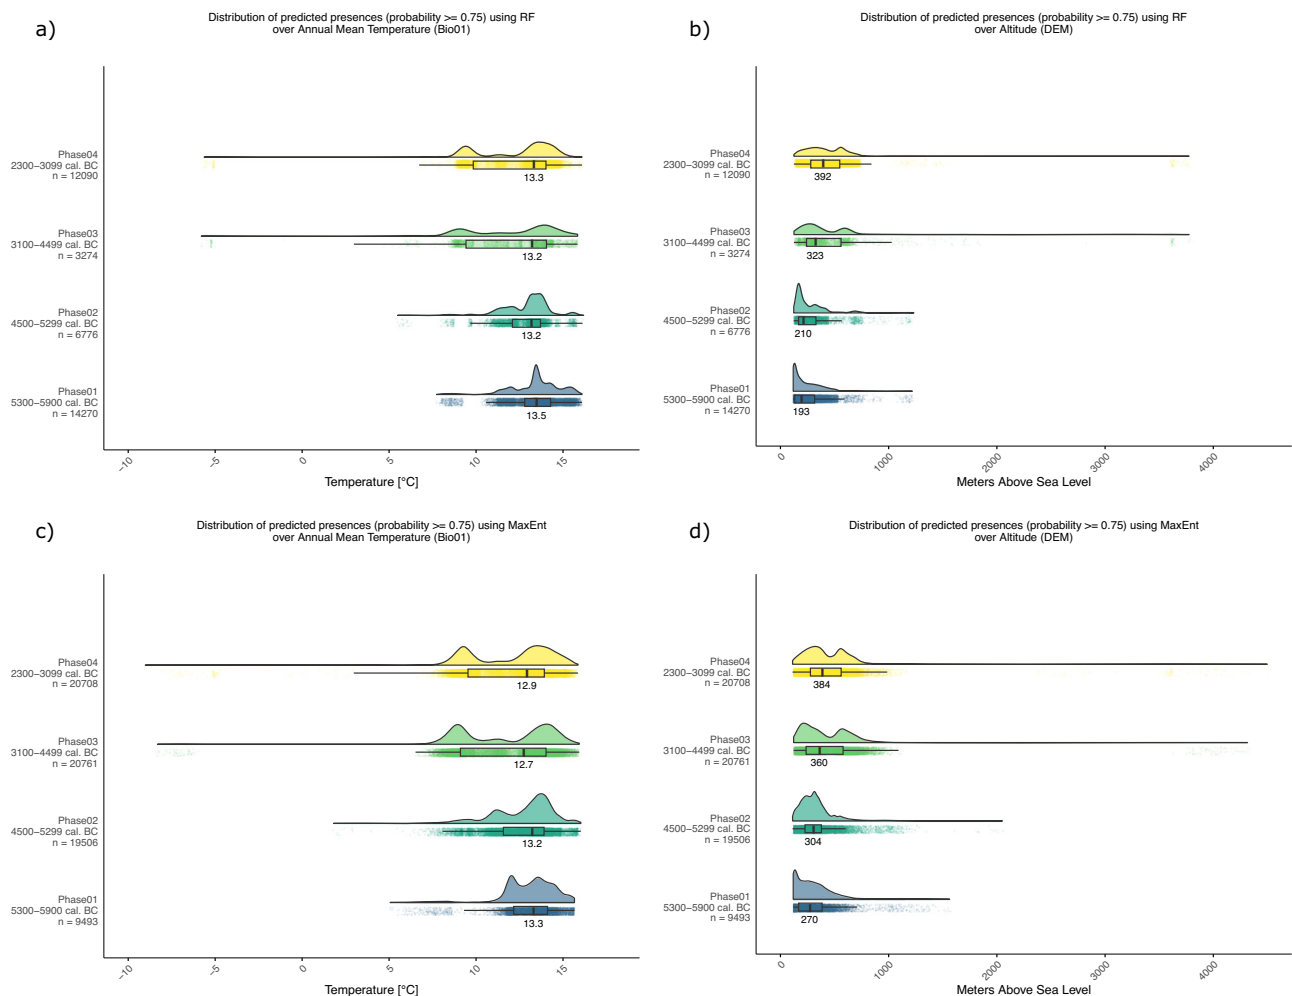 a)
Distribution of predicted presences (probability >= 0.75) using RF
over Annual Mean Temperature (Bio01)
Phase04
2300−3099 cal. BC
n = 12090
13.3
Phase03
3100−4499 cal. BC
n = 3274
13.2
Phase02
4500−5299 cal. BC
n = 6776
13.2
Phase01
5300−5900 cal. BC
n = 14270
13.5
−10
−5
0
5
10
15
Temperature [°C]
b)
Distribution of predicted presences (probability >= 0.75) using RF
over Altitude (DEM)
Phase04
2300−3099 cal. BC
n = 12090
392
Phase03
3100−4499 cal. BC
n = 3274
323
Phase02
4500−5299 cal. BC
n = 6776
210
Phase01
5300−5900 cal. BC
n = 14270
193
0
1000
2000
3000
4000
Meters Above Sea Level
c)
Distribution of predicted presences (probability >= 0.75) using MaxEnt
over Annual Mean Temperature (Bio01)
Phase04
2300−3099 cal. BC
n = 20708
12.9
Phase03
3100−4499 cal. BC
n = 20761
12.7
Phase02
4500−5299 cal. BC
n = 19506
13.2
Phase01
5300−5900 cal. BC
n = 9493
13.3
−10
−5
0
5
10
15
Temperature [°C]
d)
Distribution of predicted presences (probability >= 0.75) using MaxEnt
over Altitude (DEM)
Phase04
2300−3099 cal. BC
n = 20708
384
Phase03
3100−4499 cal. BC
n = 20761
360
Phase02
4500−5299 cal. BC
n = 19506
304
Phase01
5300−5900 cal. BC
n = 9493
270
0
1000
2000
3000
4000
Meters Above Sea Level